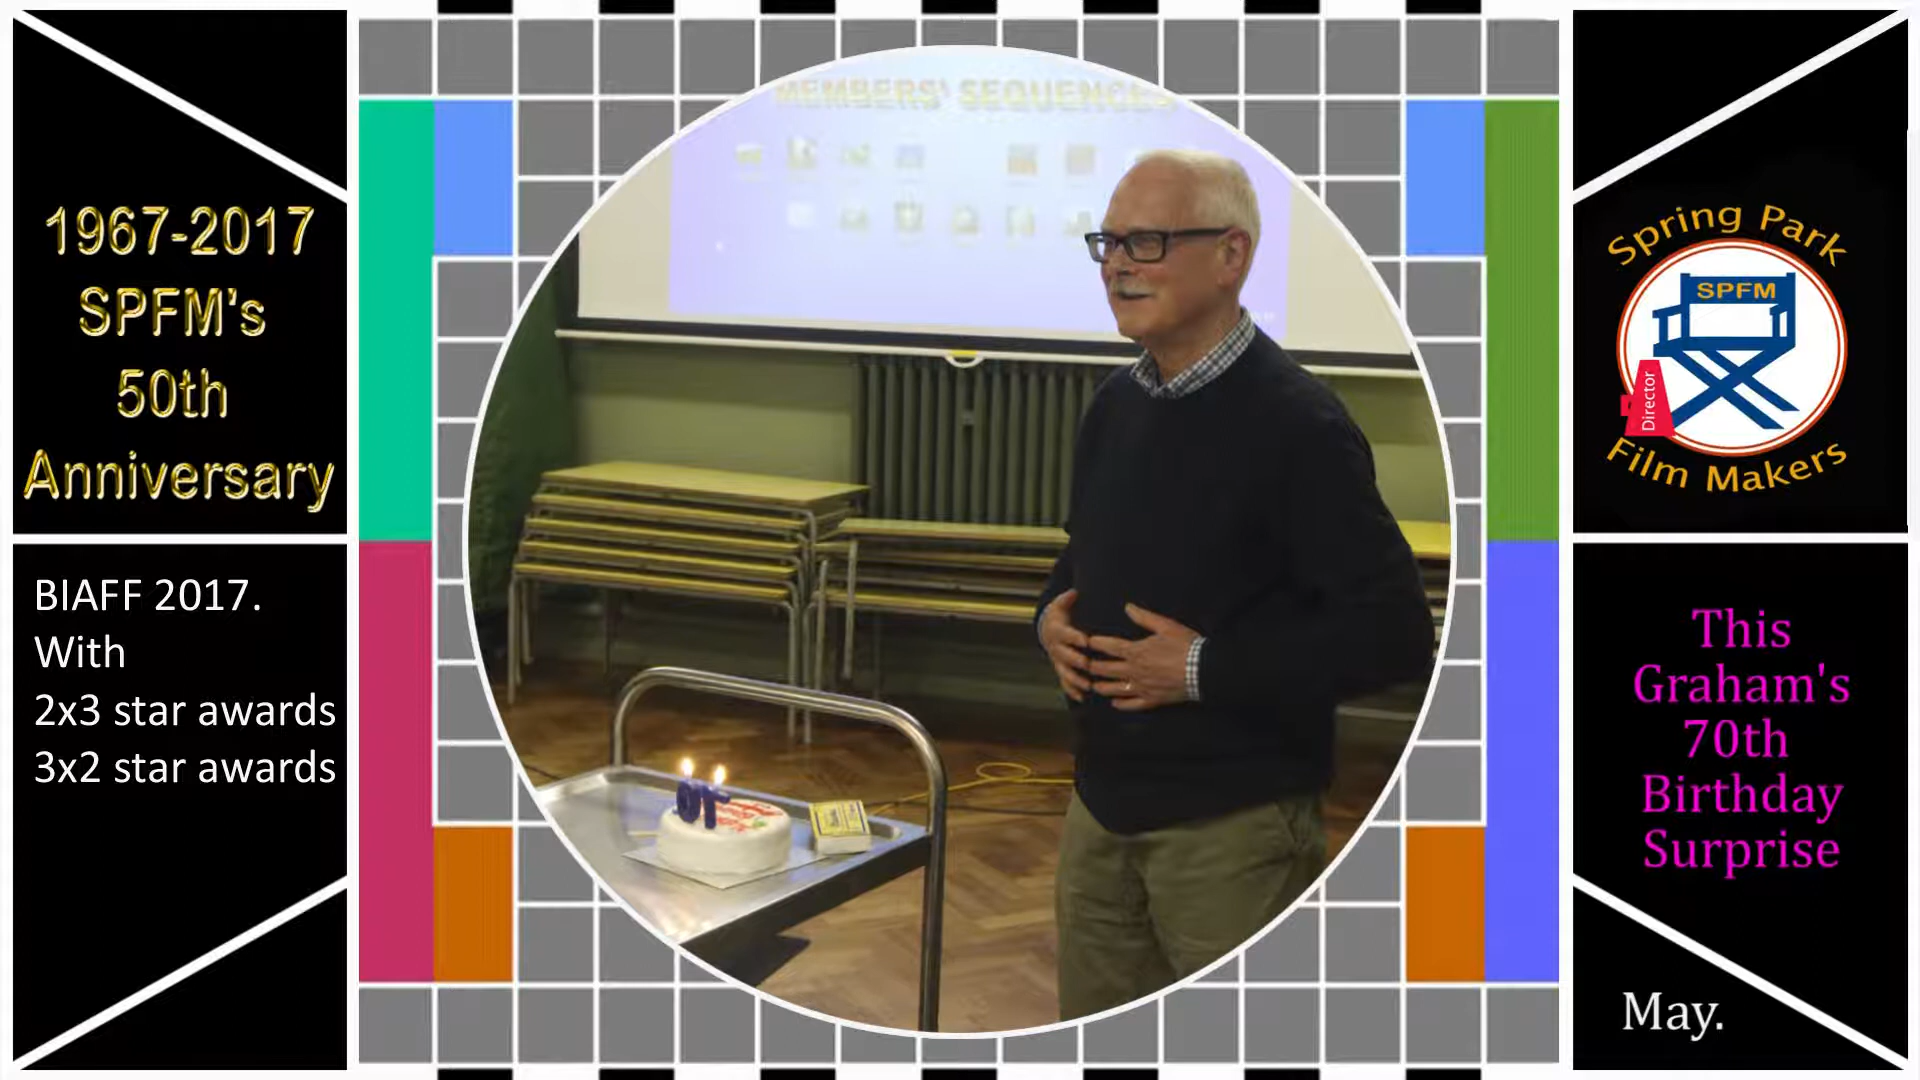 1967-2017
SPFM's
50th
Anniversary
BIAFF 2017.
With
2x3 star awards
3x2 star awards
MEMBERS' SEQUENCES
70
Spring Park
SPFM
Director
Film Makers
This
Graham's
70th
Birthday
Surprise
May.